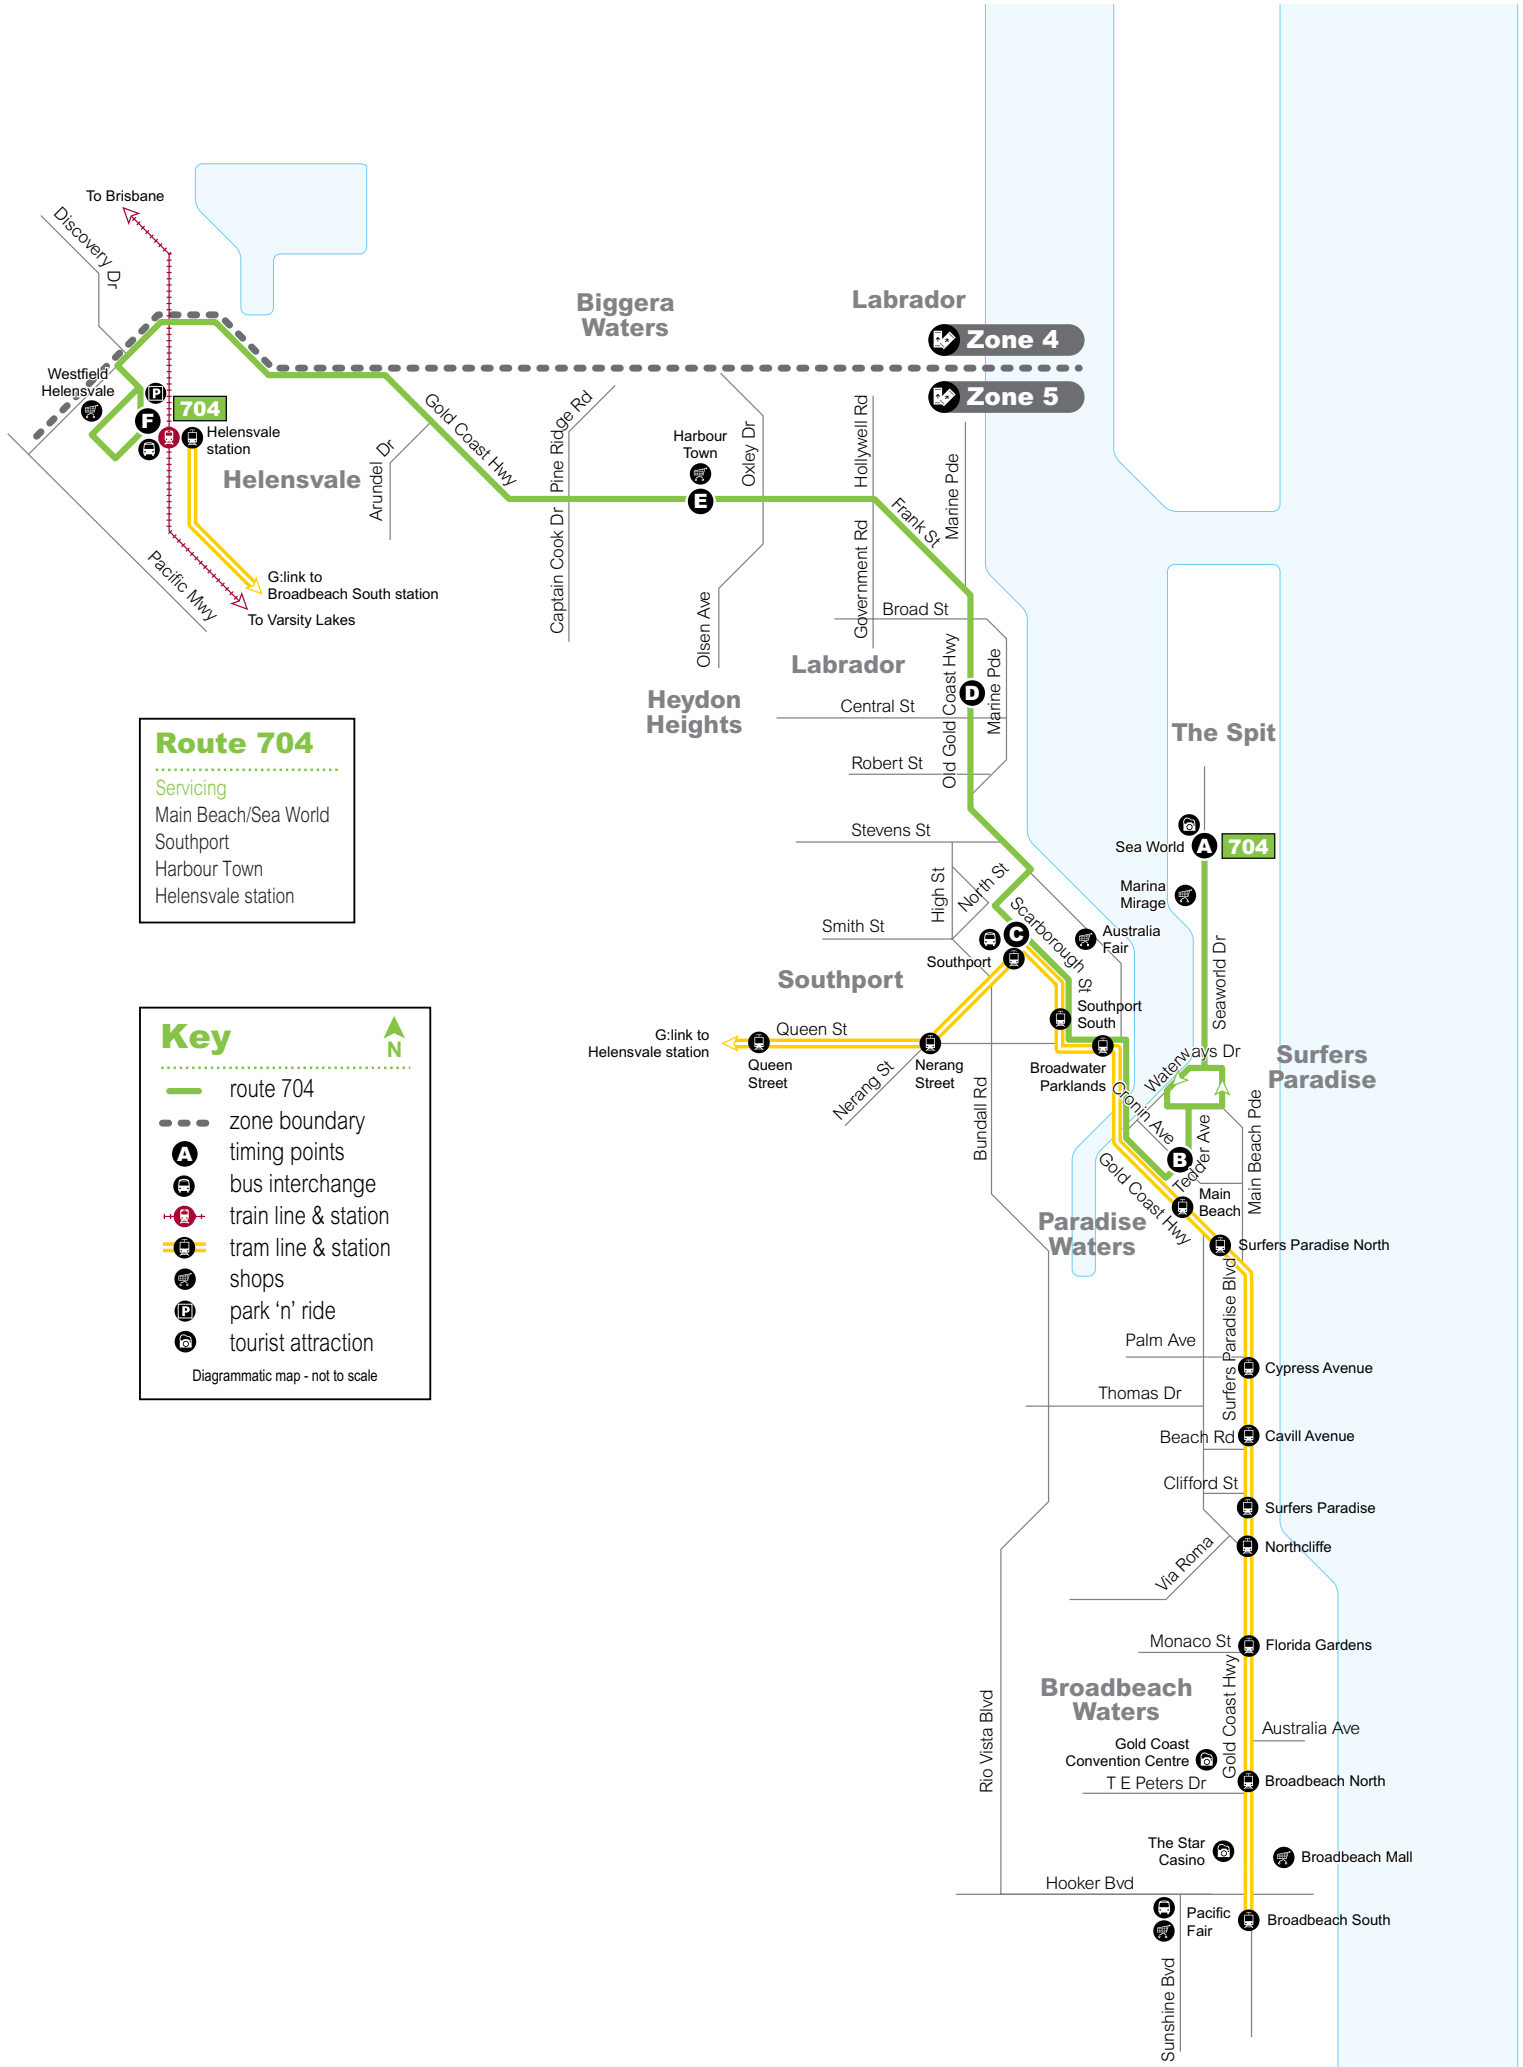 To Brisbane
Discovery Dr
Biggera
Waters
Labrador
Zone 4
Zone 5
Westfield
Helensvale
P
F
704
Helensvale
station
Helensvale
Arundel Dr
Gold Coast Hwy
Pine Ridge Rd
Captain Cook Dr
Harbour
Town
E
Oxley Dr
Hollywell Rd
Marine Pde
Frank St
Government Rd
Pacific Mwy
G:link to
Broadbeach South station
To Varsity Lakes
Olsen Ave
Broad St
Labrador
Old Gold Coast Hwy
Marine Pde
D
Heydon
Heights
Central St
Robert St
The Spit
Route 704
Servicing
Main Beach/Sea World
Southport
Harbour Town
Helensvale station
Stevens St
Sea World
A
704
High St
North St
Marina
Mirage
Smith St
Scarborough St
C
Australia
Fair
Southport
Southport
Seaworld Dr
Southport
South
G:link to
Helensvale station
Queen St
Queen
Street
Nerang
Street
Nerang St
Broadwater
Parklands
Waterways Dr
Surfers
Paradise
Cronin Ave
Bundall Rd
Main Beach Pde
Tedder Ave
B
Gold Coast Hwy
Main
Beach
Paradise
Waters
Surfers Paradise North
Key
N
route 704
zone boundary
A
timing points
bus interchange
train line & station
tram line & station
shops
P
park ‘n’ ride
tourist attraction
Diagrammatic map - not to scale
Surfers Paradise Blvd
Palm Ave
Cypress Avenue
Thomas Dr
Beach Rd
Cavill Avenue
Clifford St
Surfers Paradise
Northcliffe
Via Roma
Monaco St
Florida Gardens
Broadbeach
Waters
Gold Coast Hwy
Rio Vista Blvd
Australia Ave
Gold Coast
Convention Centre
T E Peters Dr
Broadbeach North
The Star
Casino
Broadbeach Mall
Hooker Bvd
Pacific
Fair
Broadbeach South
Sunshine Bvd